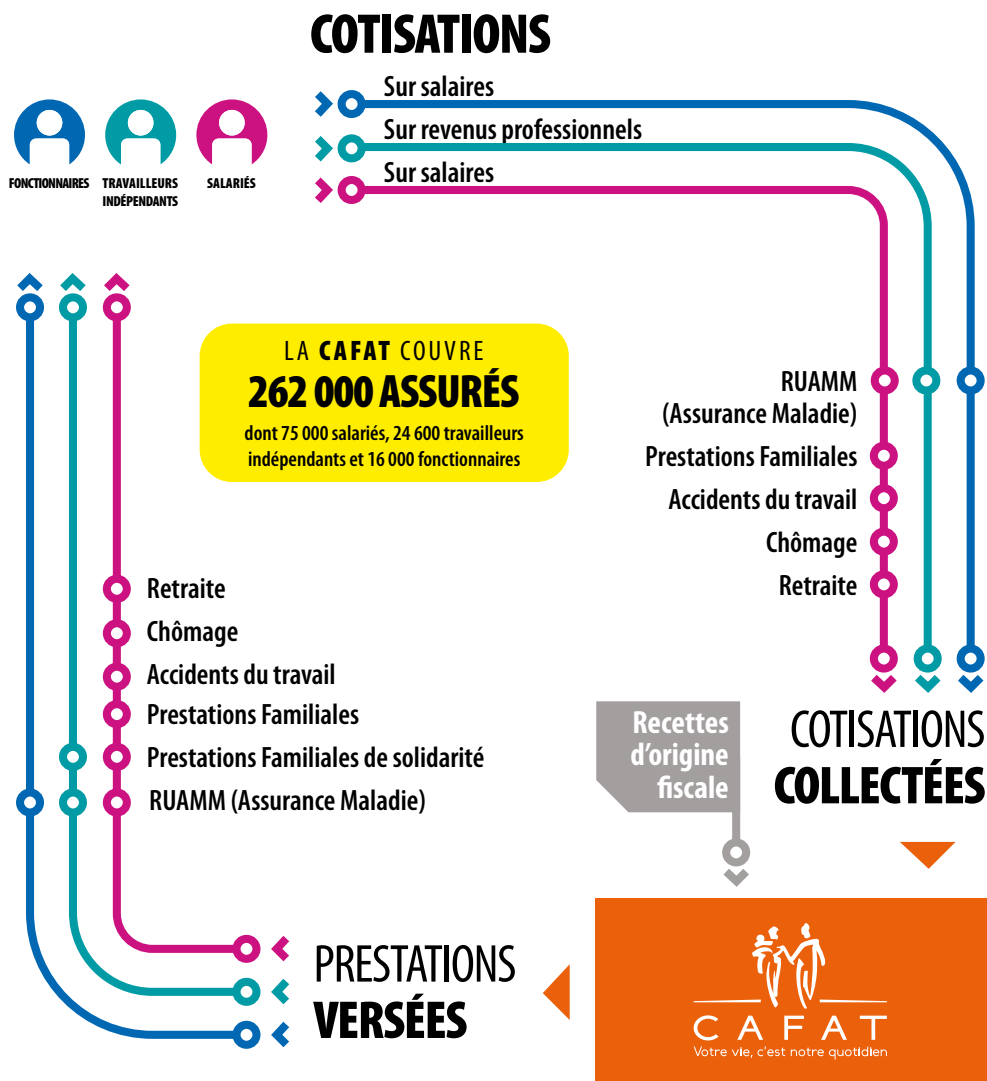 COTISATIONS
Sur salaires
Sur revenus professionnels
Sur salaires
FONCTIONNAIRES
TRAVAILLEURS
INDÉPENDANTS
SALARIÉS
LA CAFAT COUVRE
262 000 ASSURÉS
dont 75 000 salariés, 24 600 travailleurs
indépendants et 16 000 fonctionnaires
RUAMM
(Assurance Maladie)
Prestations Familiales
Accidents du travail
Chômage
Retraite
Retraite
Chômage
Accidents du travail
Prestations Familiales
Prestations Familiales de solidarité
RUAMM (Assurance Maladie)
Recettes
d'origine
fiscale
COTISATIONS
COLLECTÉES
PRESTATIONS
VERSÉES
CAFAT
Votre vie, c'est notre quotidien